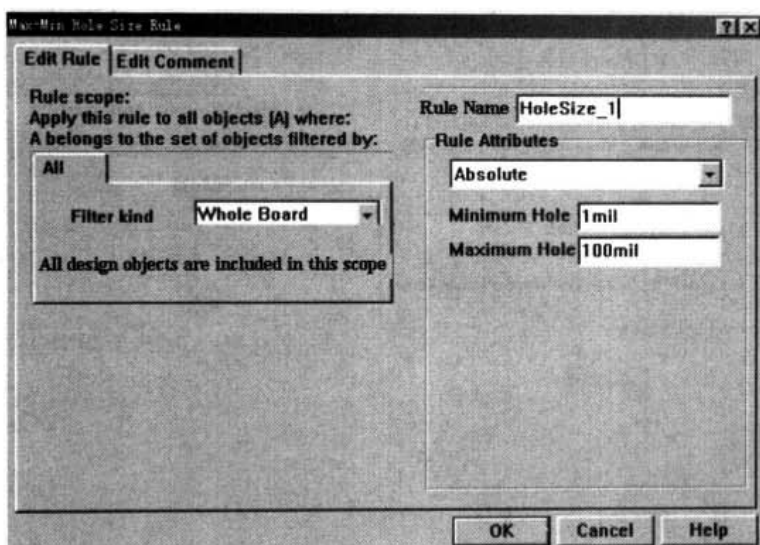 Max-Min Hole Size Rule
Edit Rule
Edit Comment
Rule scope:
Apply this rule to all objects (A) where:
A belongs to the set of objects filtered by:
All
Filter kind
Whole Board
All design objects are included in this scope
Rule Name
HoleSize_1
Rule Attributes
Absolute
Minimum Hole
1mil
Maximum Hole
100mil
OK
Cancel
Help